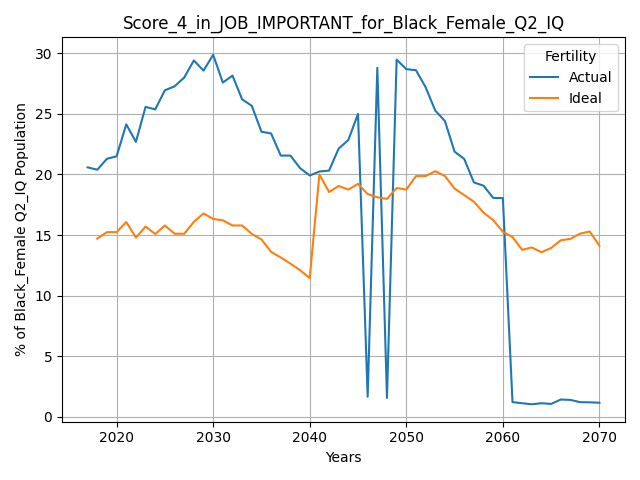 Score_4_in_JOB_IMPORTANT_for_Black_Female_Q2_IQ
% of Black_Female Q2_IQ Population
30
25
20
15
10
5
0
Fertility
Actual
Ideal
2020 2030 2040 2050 2060 2070
Years